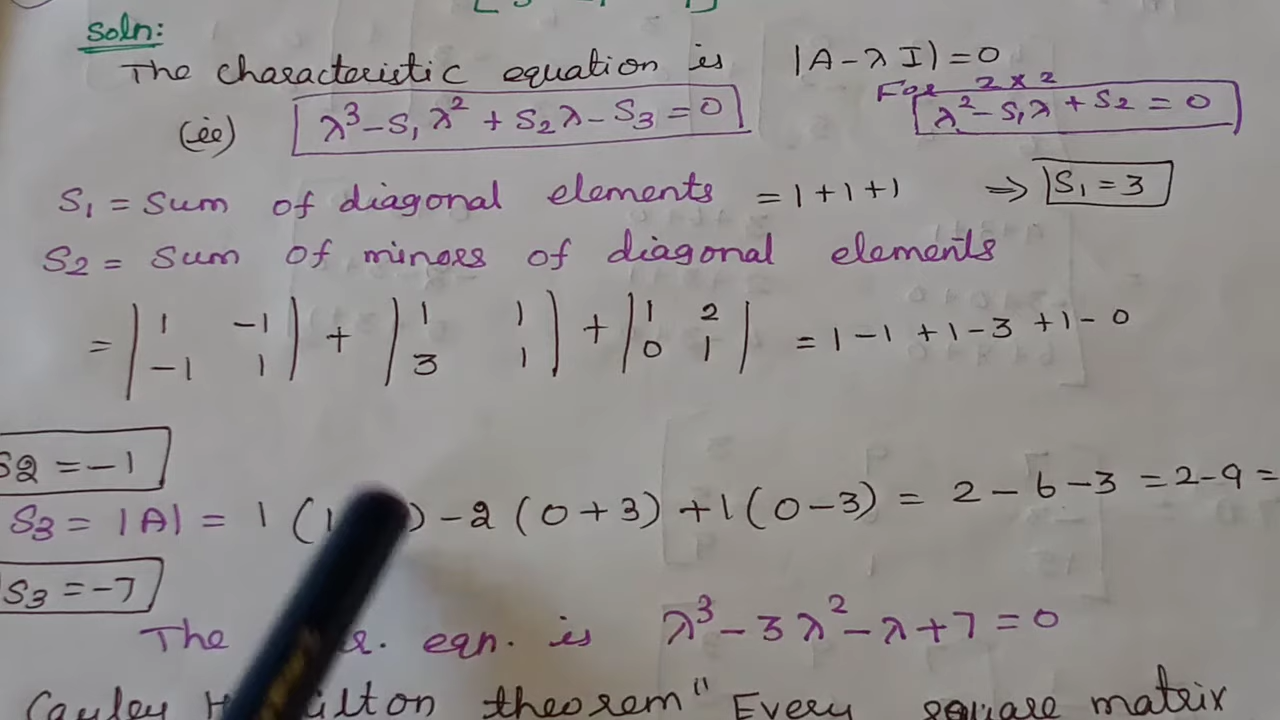 Soln:
The characteristic equation is |A-λI|=0
For 2×2
(ie) λ³-S₁λ²+S₂λ-S₃=0 λ²-S₁λ+S₂=0
S₁ = Sum of diagonal elements = 1+1+1 ⇒ S₁=3
S₂ = Sum of minors of diagonal elements
= |1 -1| + |1 1| + |1 2| = 1-1+1-3+1-0
|-1 1| |3 1| |0 1|
S2 = -1
S₃ = |A| = 1( ) -2(0+3) +1(0-3) = 2-6-3 = 2-9 =
S₃ = -7
The r. eqn. is λ³-3λ²-λ+7=0
Cayley theorem" Every square matrix